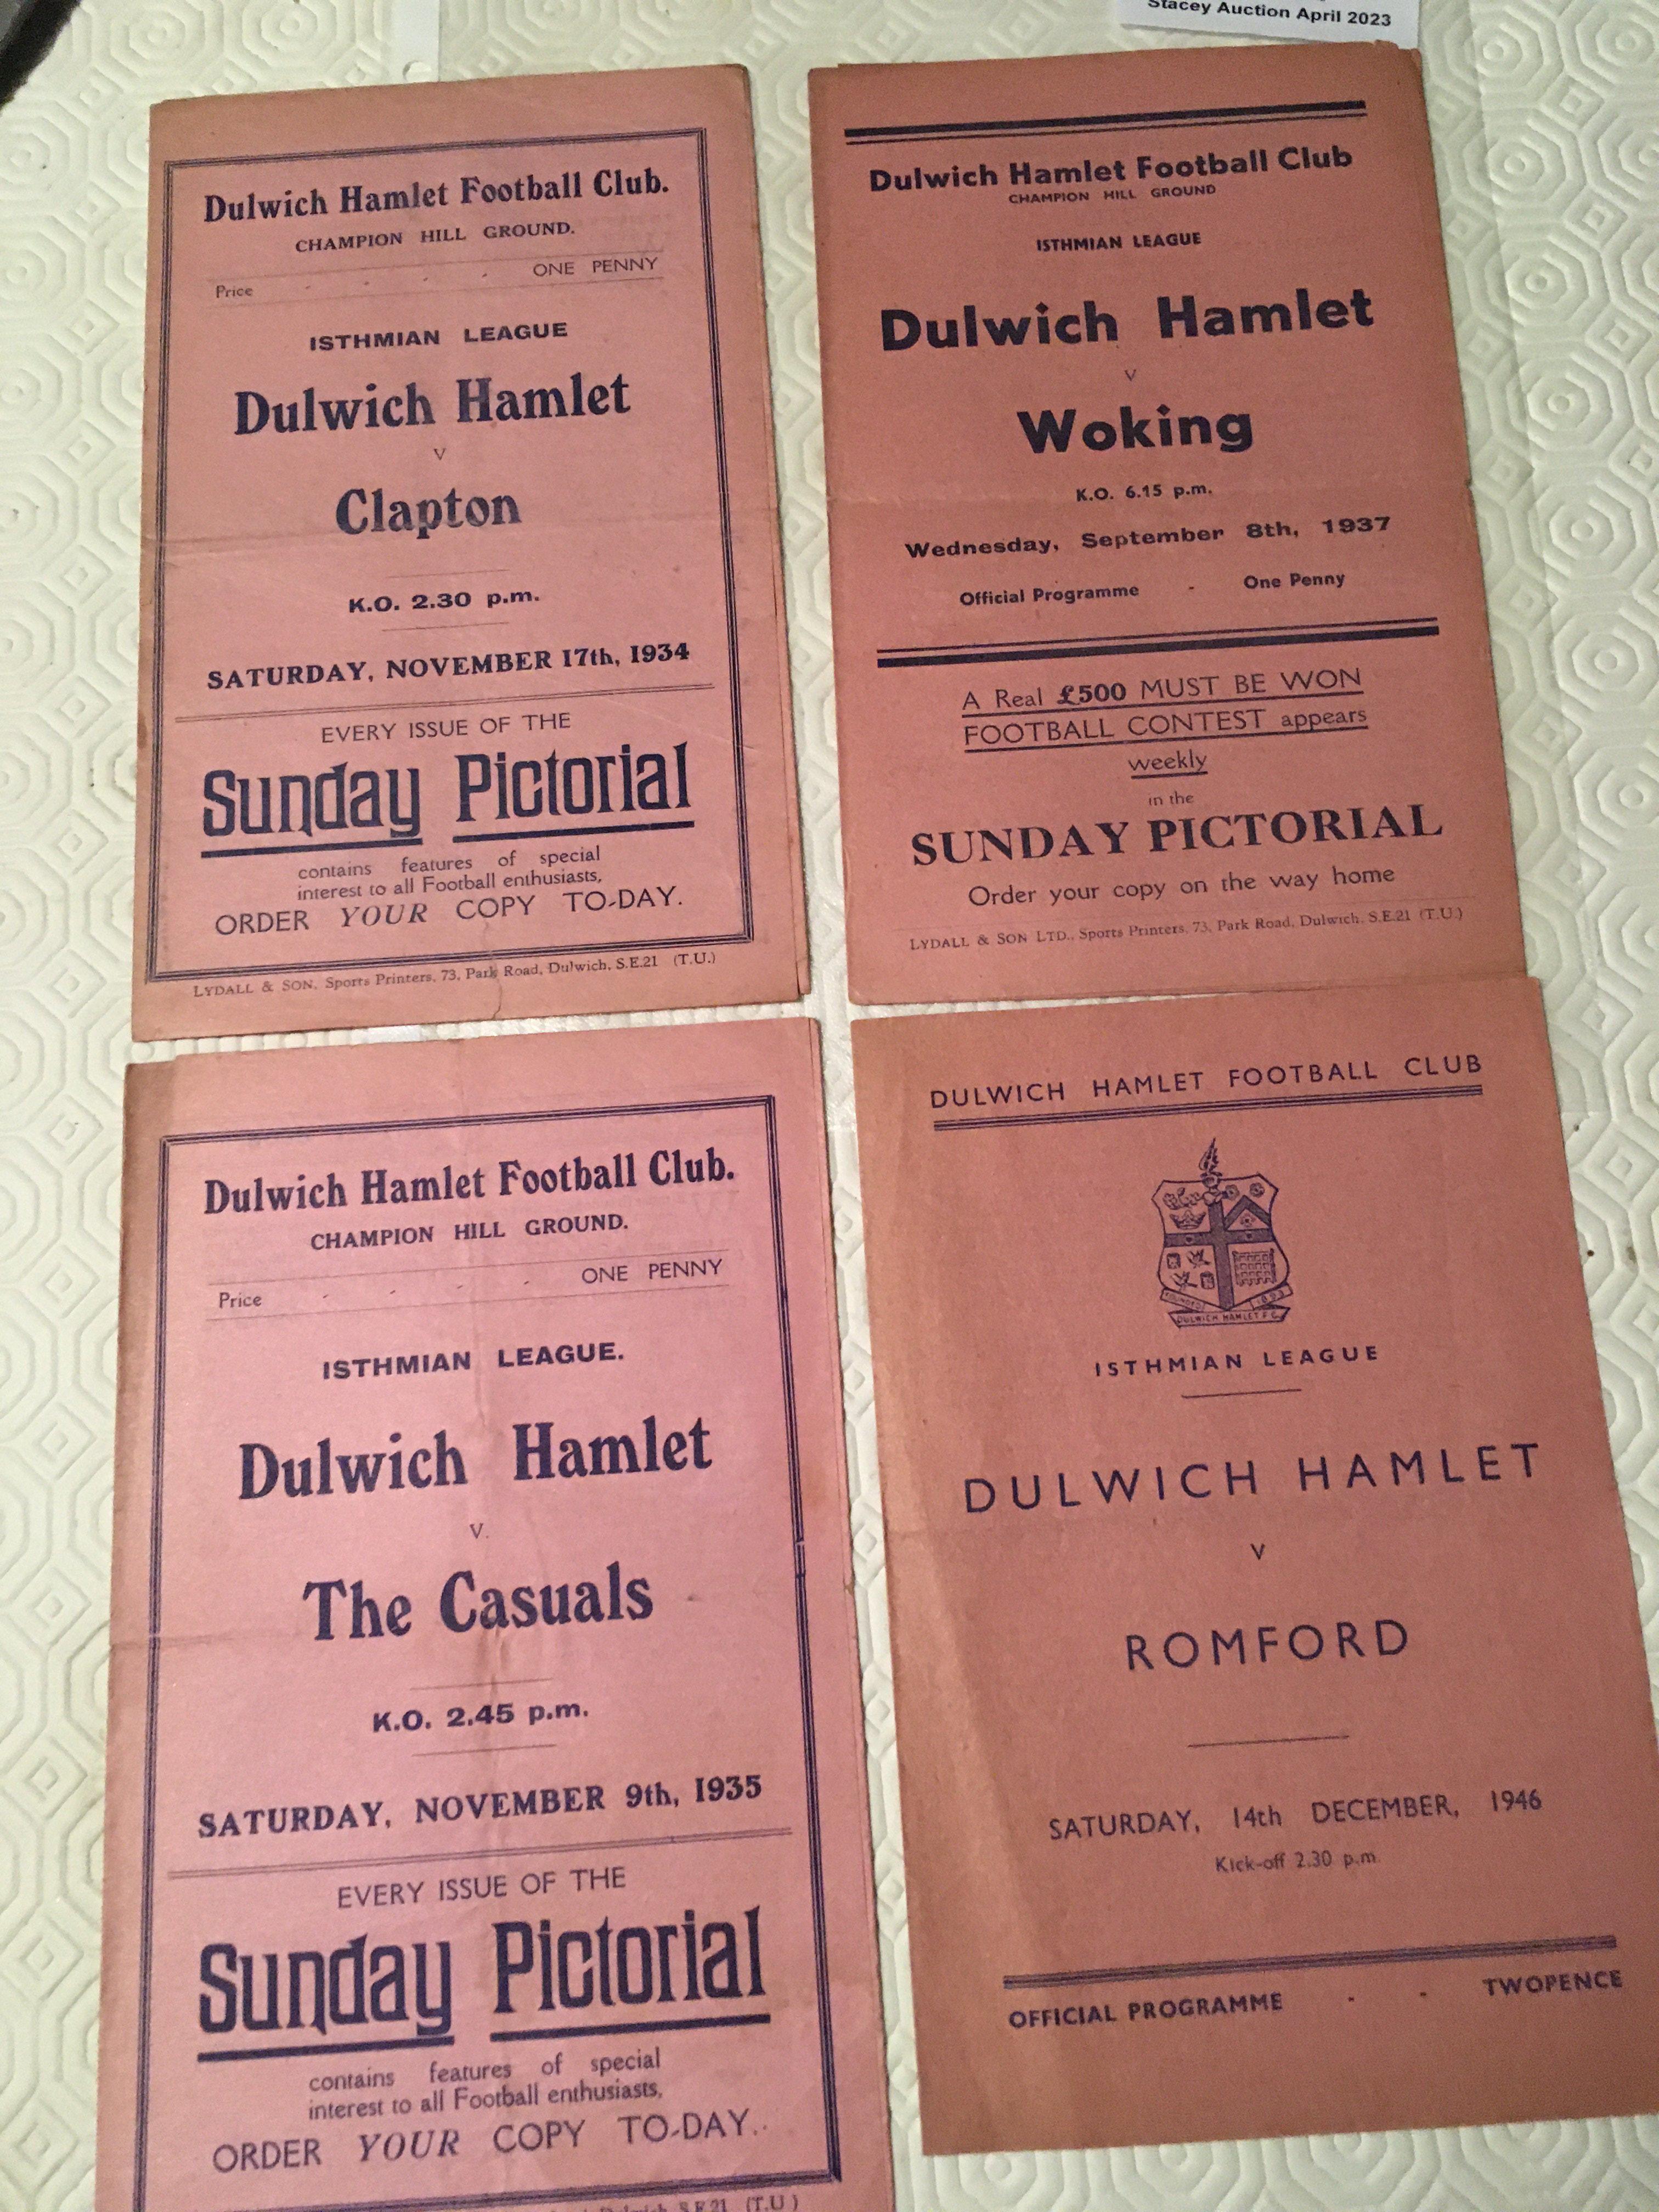 Stacey Auction April 2023
Dulwich Hamlet Football Club.
CHAMPION HILL GROUND.
Price - - - ONE PENNY
ISTHMIAN LEAGUE
Dulwich Hamlet
v
Clapton
K.O. 2.30 p.m.
SATURDAY, NOVEMBER 17th, 1934
EVERY ISSUE OF THE
Sunday Pictorial
contains features of special
interest to all Football enthusiasts,
ORDER YOUR COPY TO-DAY.
LYDALL & SON, Sports Printers, 73, Park Road, Dulwich, S.E.21 (T.U.)
Dulwich Hamlet Football Club
CHAMPION HILL GROUND
ISTHMIAN LEAGUE
Dulwich Hamlet
v
Woking
K.O. 6.15 p.m.
Wednesday, September 8th, 1937
Official Programme - One Penny
A Real £500 MUST BE WON
FOOTBALL CONTEST appears
weekly
in the
SUNDAY PICTORIAL
Order your copy on the way home
LYDALL & SON LTD., Sports Printers, 73, Park Road, Dulwich, S.E.21 (T.U.)
Dulwich Hamlet Football Club.
CHAMPION HILL GROUND.
Price - - - ONE PENNY
ISTHMIAN LEAGUE.
Dulwich Hamlet
v.
The Casuals
K.O. 2.45 p.m.
SATURDAY, NOVEMBER 9th, 1935
EVERY ISSUE OF THE
Sunday Pictorial
contains features of special
interest to all Football enthusiasts,
ORDER YOUR COPY TO-DAY.
Dulwich, S.E.21 (T.U.)
DULWICH HAMLET FOOTBALL CLUB
FOUNDED 1893
DULWICH HAMLET F.C.
ISTHMIAN LEAGUE
DULWICH HAMLET
v
ROMFORD
SATURDAY, 14th DECEMBER, 1946
Kick-off 2.30 p.m.
OFFICIAL PROGRAMME - - TWOPENCE